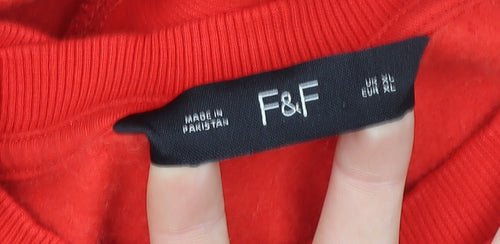 MADE IN
PAKISTAN
F&F
UK XL
EUR XL